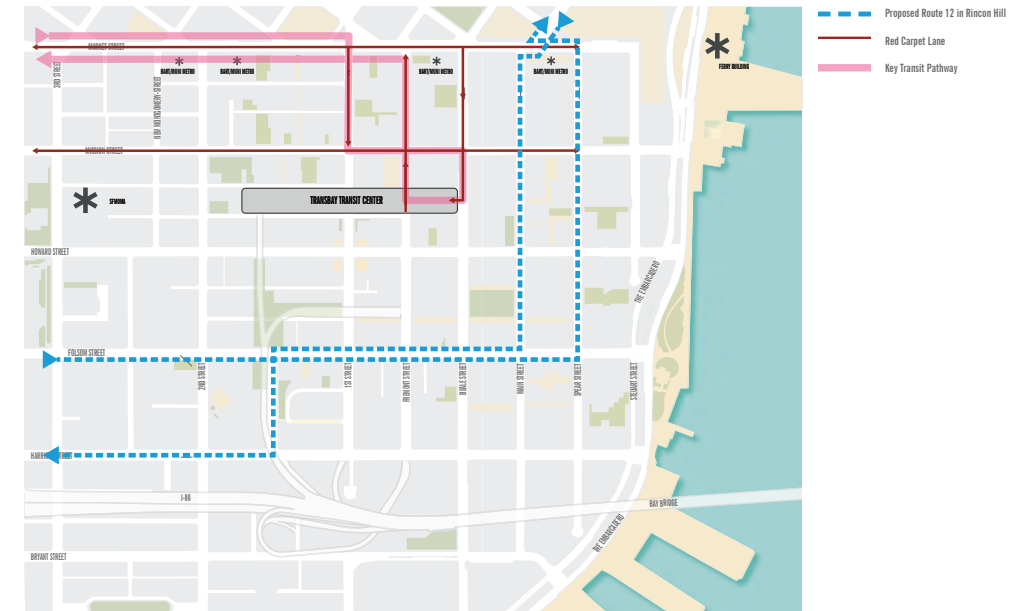 Proposed Route 12 in Rincon Hill
Red Carpet Lane
Key Transit Pathway
MARKET STREET
3RD STREET
NEW MONTGOMERY STREET
BART/MUNI METRO
BART/MUNI METRO
BART/MUNI METRO
BART/MUNI METRO
FERRY BUILDING
MISSION STREET
SFMOMA
TRANSBAY TRANSIT CENTER
HOWARD STREET
THE EMBARCADERO
FOLSOM STREET
2ND STREET
1ST STREET
FREMONT STREET
BEALE STREET
MAIN STREET
SPEAR STREET
STEUART STREET
I-80
BAY BRIDGE
THE EMBARCADERO
BRYANT STREET